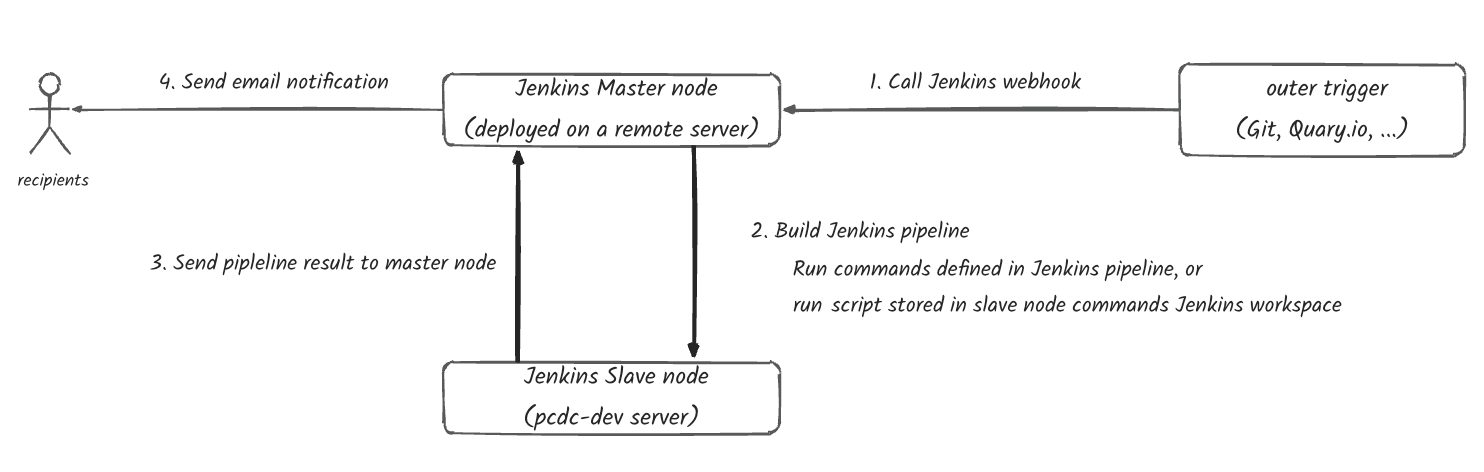 4. Send email notification
Jenkins Master node
(deployed on a remote server)
1. Call Jenkins webhook
outer trigger
(Git, Quary.io, ...)
recipients
3. Send pipleline result to master node
2. Build Jenkins pipeline
Run commands defined in Jenkins pipeline, or
run script stored in slave node commands Jenkins workspace
Jenkins Slave node
(pcdc-dev server)